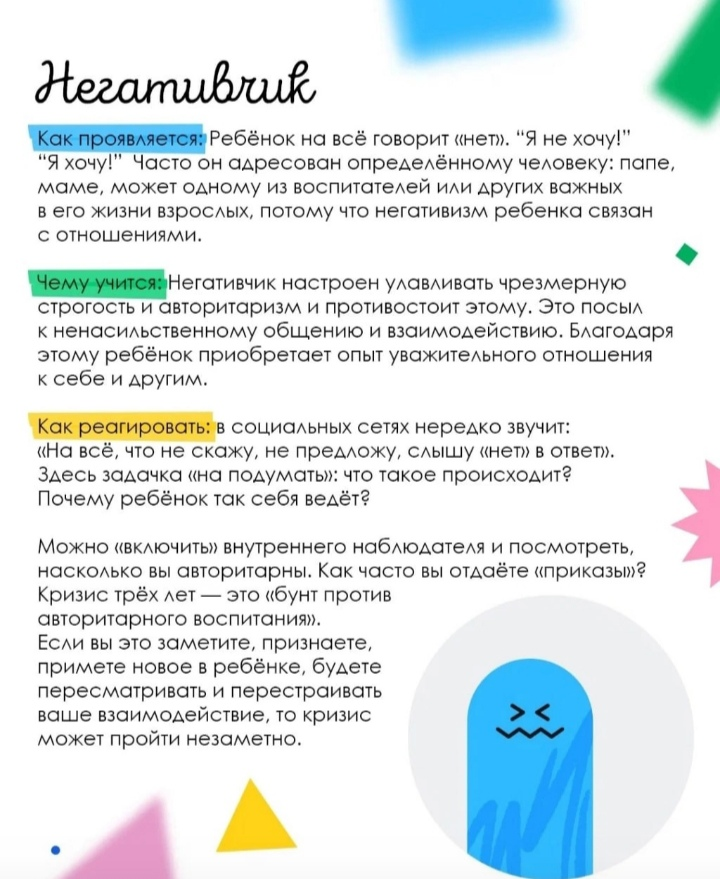 Негативчик
Как проявляется: Ребёнок на всё говорит «нет». "Я не хочу!"
"Я хочу!" Часто он адресован определённому человеку: папе,
маме, может одному из воспитателей или других важных
в его жизни взрослых, потому что негативизм ребенка связан
с отношениями.
Чему учится: Негативчик настроен улавливать чрезмерную
строгость и авторитаризм и противостоит этому. Это посыл
к ненасильственному общению и взаимодействию. Благодаря
этому ребёнок приобретает опыт уважительного отношения
к себе и другим.
Как реагировать: в социальных сетях нередко звучит:
«На всё, что не скажу, не предложу, слышу «нет» в ответ».
Здесь задачка «на подумать»: что такое происходит?
Почему ребёнок так себя ведёт?
Можно «включить» внутреннего наблюдателя и посмотреть,
насколько вы авторитарны. Как часто вы отдаёте «приказы»?
Кризис трёх лет — это «бунт против
авторитарного воспитания».
Если вы это заметите, признаете,
примете новое в ребёнке, будете
пересматривать и перестраивать
ваше взаимодействие, то кризис
может пройти незаметно.